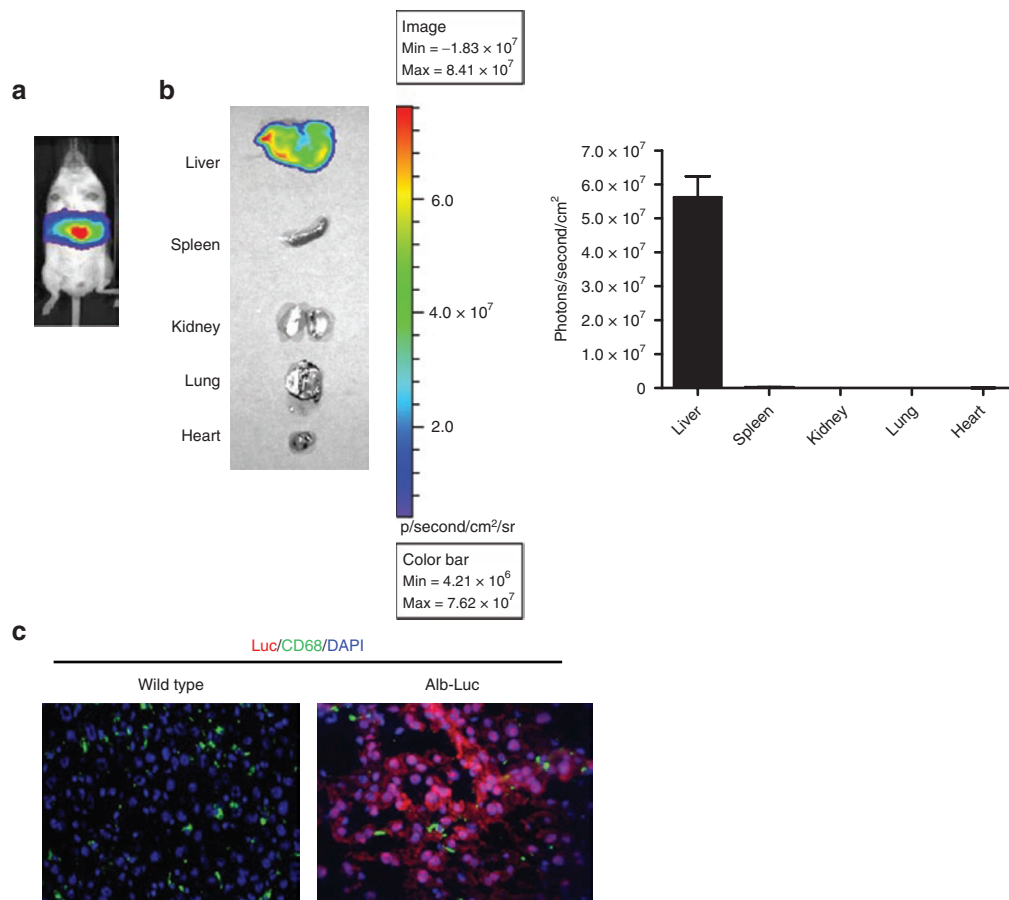 a
b
Image
Min = −1.83 × 10⁷
Max = 8.41 × 10⁷
Liver
Spleen
Kidney
Lung
Heart
6.0
4.0 × 10⁷
2.0
p/second/cm²/sr
Color bar
Min = 4.21 × 10⁶
Max = 7.62 × 10⁷
Photons/second/cm²
7.0 × 10⁷
6.0 × 10⁷
5.0 × 10⁷
4.0 × 10⁷
3.0 × 10⁷
2.0 × 10⁷
1.0 × 10⁷
0
Liver
Spleen
Kidney
Lung
Heart
c
Luc/CD68/DAPI
Wild type
Alb-Luc